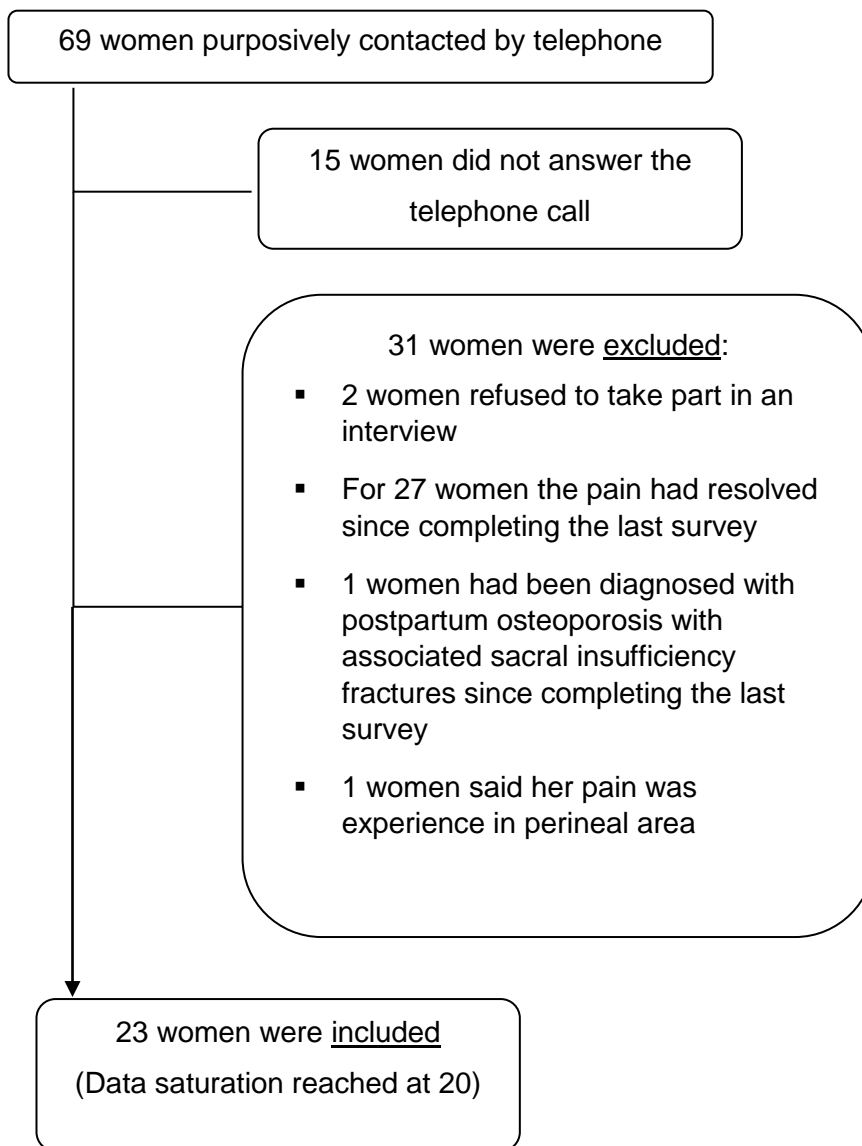 69 women purposively contacted by telephone
15 women did not answer the
telephone call
31 women were excluded:
▪ 2 women refused to take part in an
interview
▪ For 27 women the pain had resolved
since completing the last survey
▪ 1 women had been diagnosed with
postpartum osteoporosis with
associated sacral insufficiency
fractures since completing the last
survey
▪ 1 women said her pain was
experience in perineal area
23 women were included
(Data saturation reached at 20)